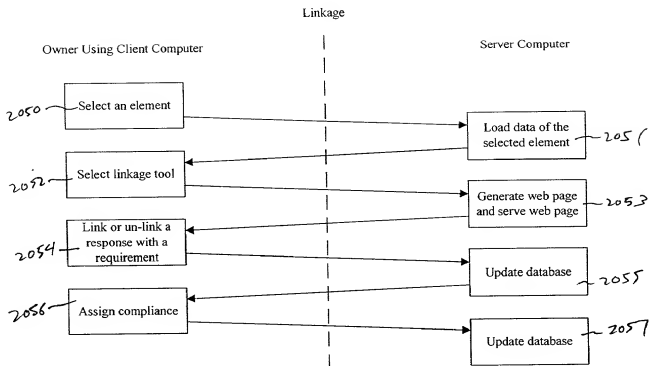 Linkage
Owner Using Client Computer
Server Computer
2050
Select an element
Load data of the
selected element
2051
2052
Select linkage tool
Generate web page
and serve web page
2053
Link or un-link a
response with a
requirement
2054
Update database
2055
2056
Assign compliance
Update database
2057